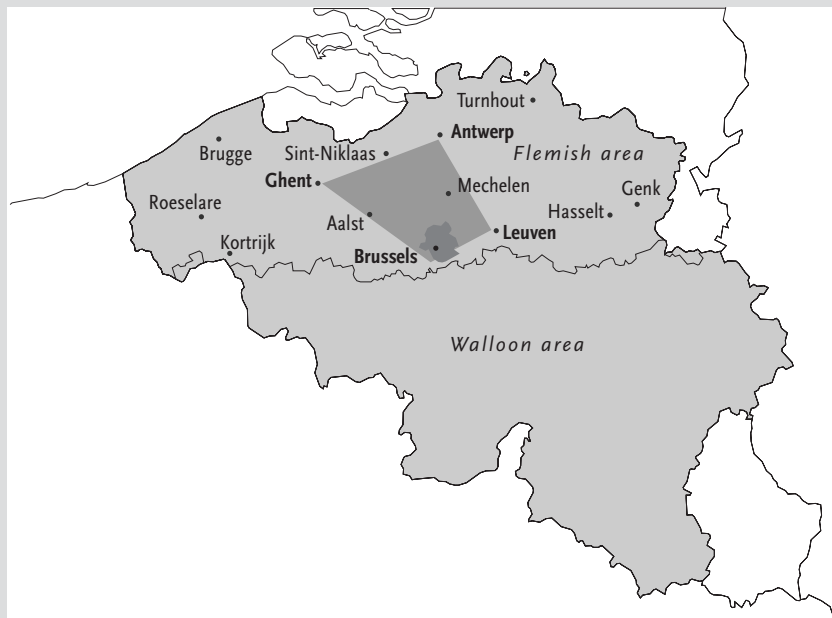 Turnhout
Antwerp
Brugge
Sint-Niklaas
Flemish area
Ghent
Mechelen
Genk
Roeselare
Hasselt
Aalst
Leuven
Kortrijk
Brussels
Walloon area